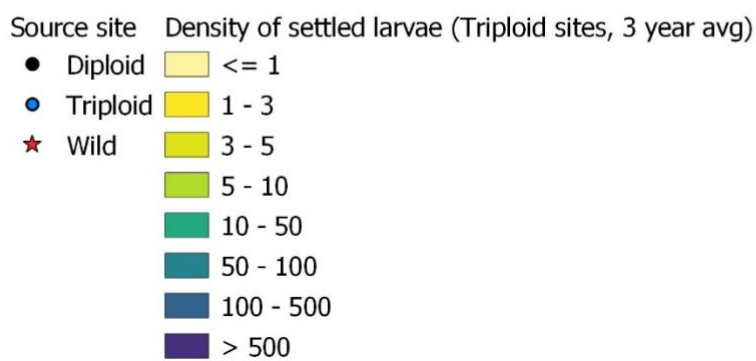 Source site Density of settled larvae (Triploid sites, 3 year avg)
Diploid <= 1
Triploid 1 - 3
Wild 3 - 5
5 - 10
10 - 50
50 - 100
100 - 500
> 500